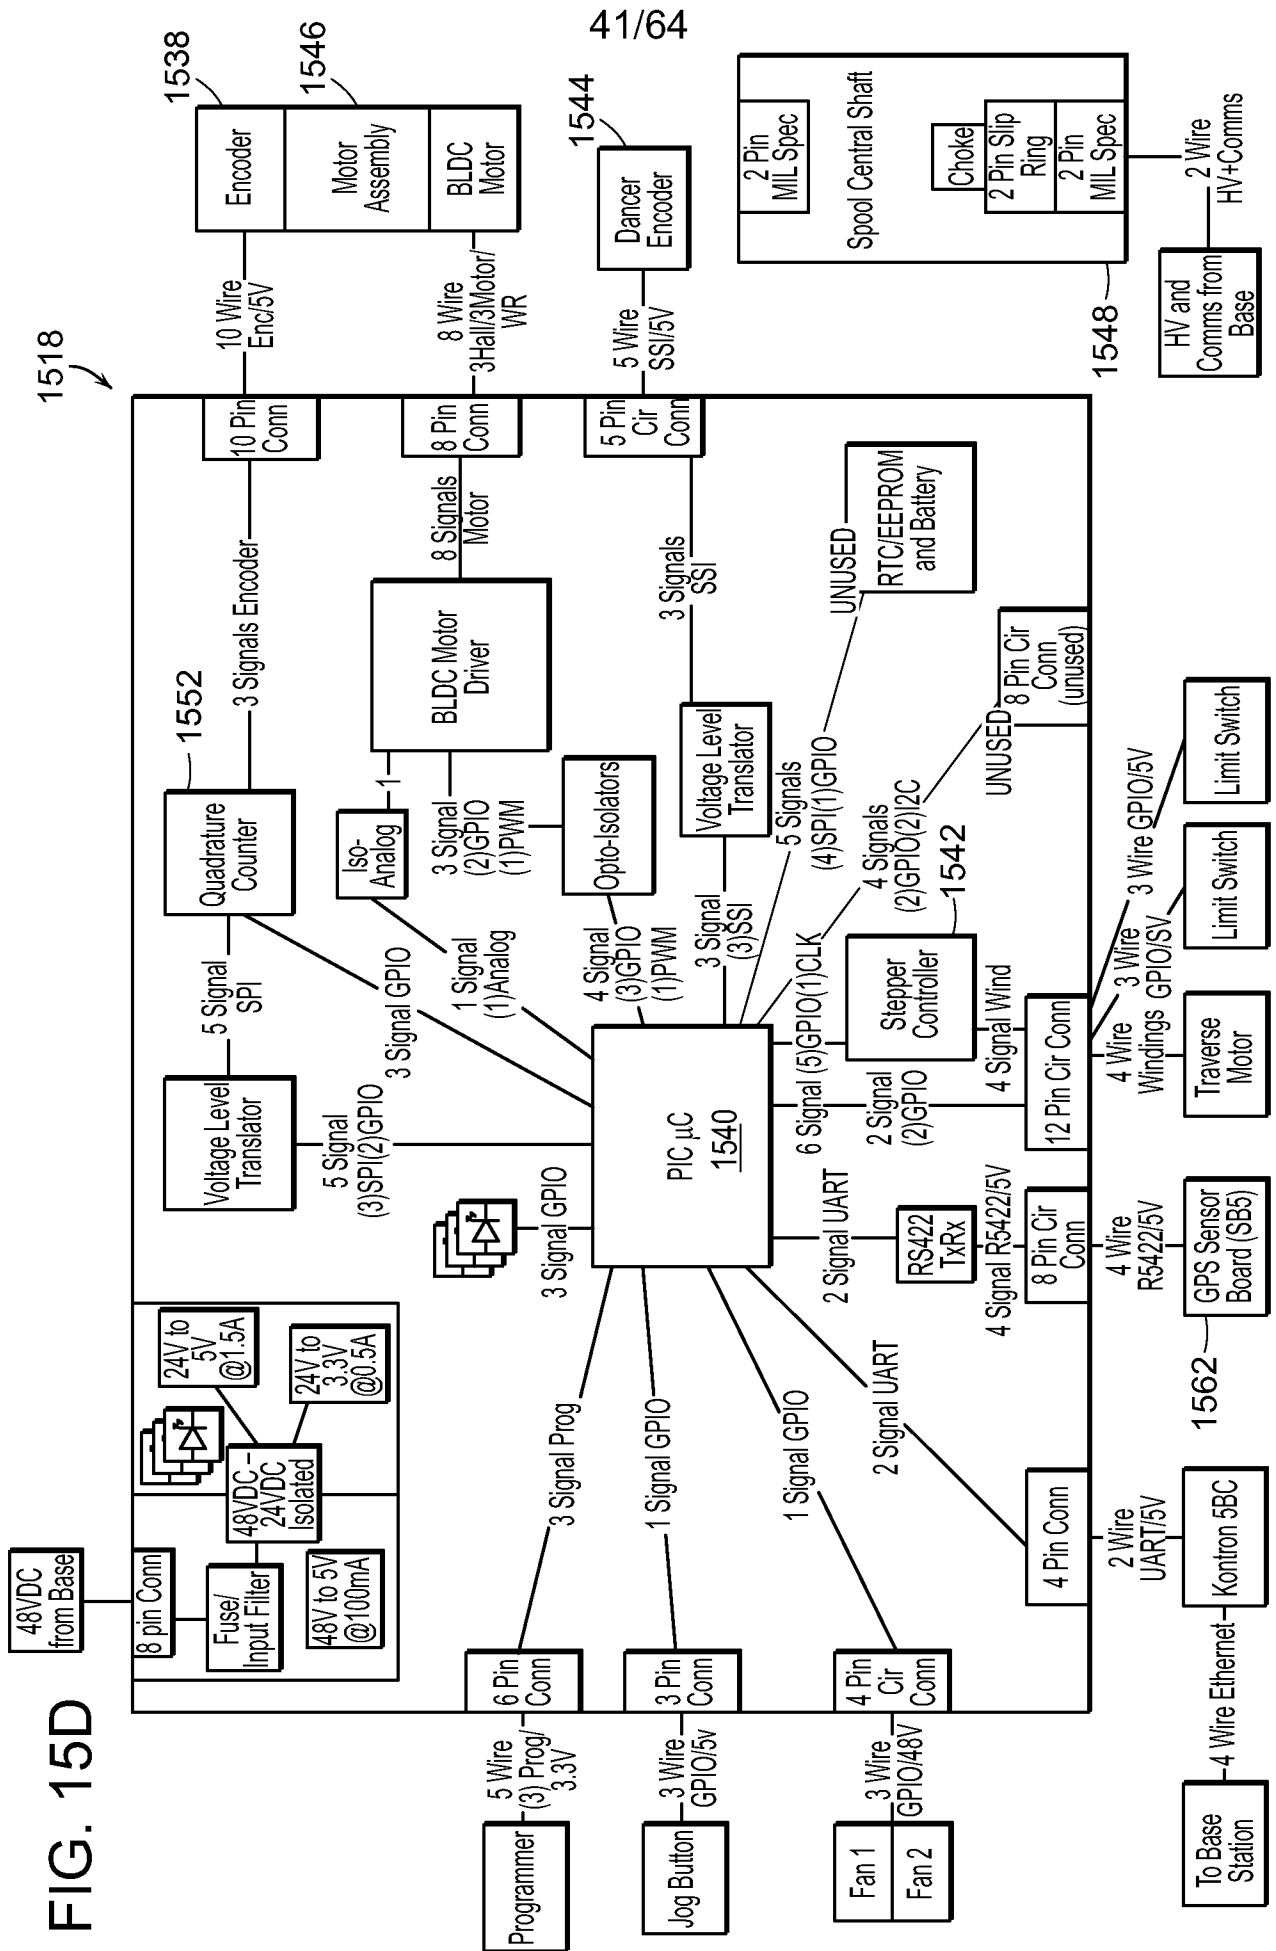 41/64
FIG. 15D
1518
48VDC
from Base
8 pin Conn
Fuse/
Input Filter
48V to 5V
@100mA
48VDC –
24VDC
Isolated
24V to
5V
@1.5A
24V to
3.3V
@0.5A
Voltage Level
Translator
5 Signal
SPI
Quadrature
Counter
1552
3 Signals Encoder
10 Pin
Conn
10 Wire
Enc/5V
Encoder
1538
Motor
Assembly
1546
BLDC
Motor
8 Wire
3Hall/3Motor/
WR
8 Pin
Conn
8 Signals
Motor
BLDC Motor
Driver
1
Iso-
Analog
3 Signal
(2)GPIO
(1)PWM
Opto-Isolators
5 Signal
(3)SPI(2)GPIO
3 Signal GPIO
1 Signal
(1)Analog
4 Signal
(3)GPIO
(1)PWM
3 Signal GPIO
Dancer
Encoder
1544
5 Wire
SSI/5V
5 Pin
Cir
Conn
3 Signals
SSI
Voltage Level
Translator
3 Signal
(3)SSI
PIC µC
1540
5 Signals
(4)SPI(1)GPIO
UNUSED
RTC/EEPROM
and Battery
4 Signals
(2)GPIO(2)I2C
UNUSED
8 Pin Cir
Conn
(unused)
6 Signal (5)GPIO(1)CLK
Stepper
Controller
1542
4 Signal Wind
2 Signal
(2)GPIO
12 Pin Cir Conn
2 Signal UART
RS422
TxRx
4 Signal R5422/5V
8 Pin Cir
Conn
3 Signal Prog
6 Pin
Conn
5 Wire
(3) Prog/
3.3V
Programmer
1 Signal GPIO
3 Pin
Conn
3 Wire
GPIO/5v
Jog Button
1 Signal GPIO
4 Pin
Cir
Conn
3 Wire
GPIO/48V
Fan 1
Fan 2
2 Signal UART
4 Pin Conn
2 Wire
UART/5V
Kontron 5BC
4 Wire Ethernet
To Base
Station
4 Wire
R5422/5V
GPS Sensor
Board (SB5)
1562
4 Wire
Windings
Traverse
Motor
3 Wire
GPIO/SV
Limit Switch
3 Wire GPIO/5V
Limit Switch
2 Pin
MIL Spec
Spool Central Shaft
Choke
2 Pin Slip
Ring
2 Pin
MIL Spec
1548
2 Wire
HV+Comms
HV and
Comms from
Base